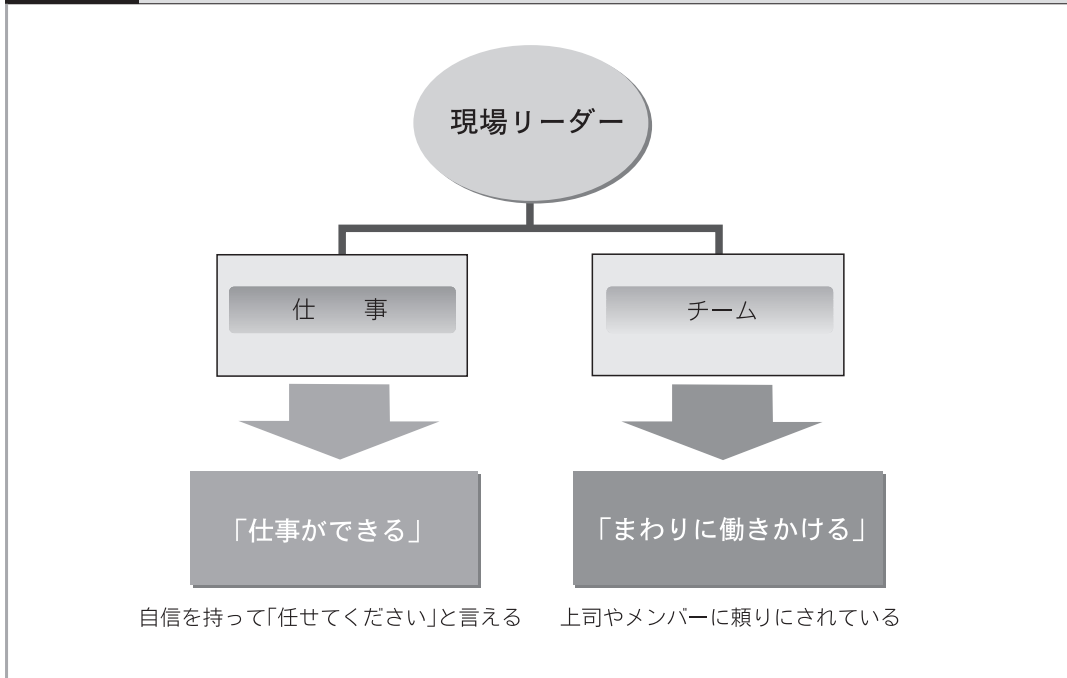 現場リーダー
仕　事
チーム
「仕事ができる」
「まわりに働きかける」
自信を持って「任せてください」と言える
上司やメンバーに頼りにされている